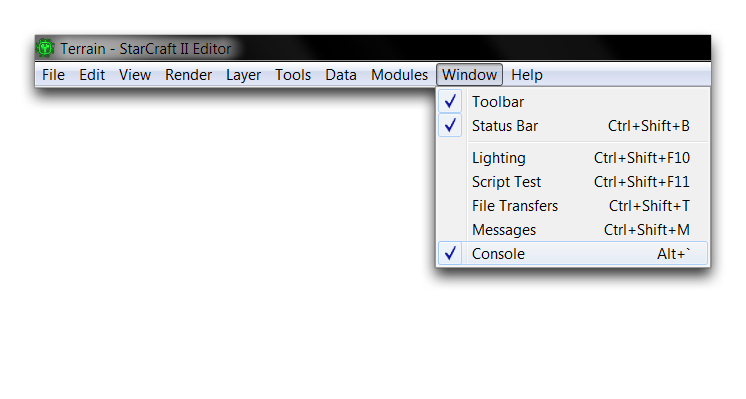 Terrain - StarCraft II Editor
File Edit View Render Layer Tools Data Modules Window Help
Toolbar
Status Bar Ctrl+Shift+B
Lighting Ctrl+Shift+F10
Script Test Ctrl+Shift+F11
File Transfers Ctrl+Shift+T
Messages Ctrl+Shift+M
Console Alt+`